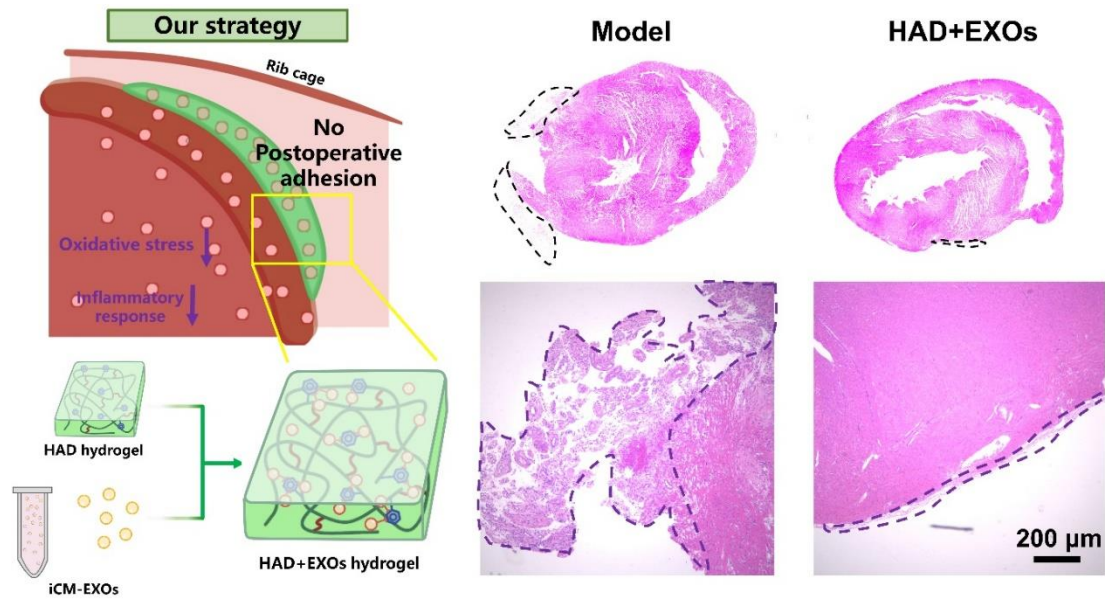 Our strategy
Rib cage
No
Postoperative
adhesion
Oxidative stress
Inflammatory
response
HAD hydrogel
iCM-EXOs
HAD+EXOs hydrogel
Model
HAD+EXOs
200 μm